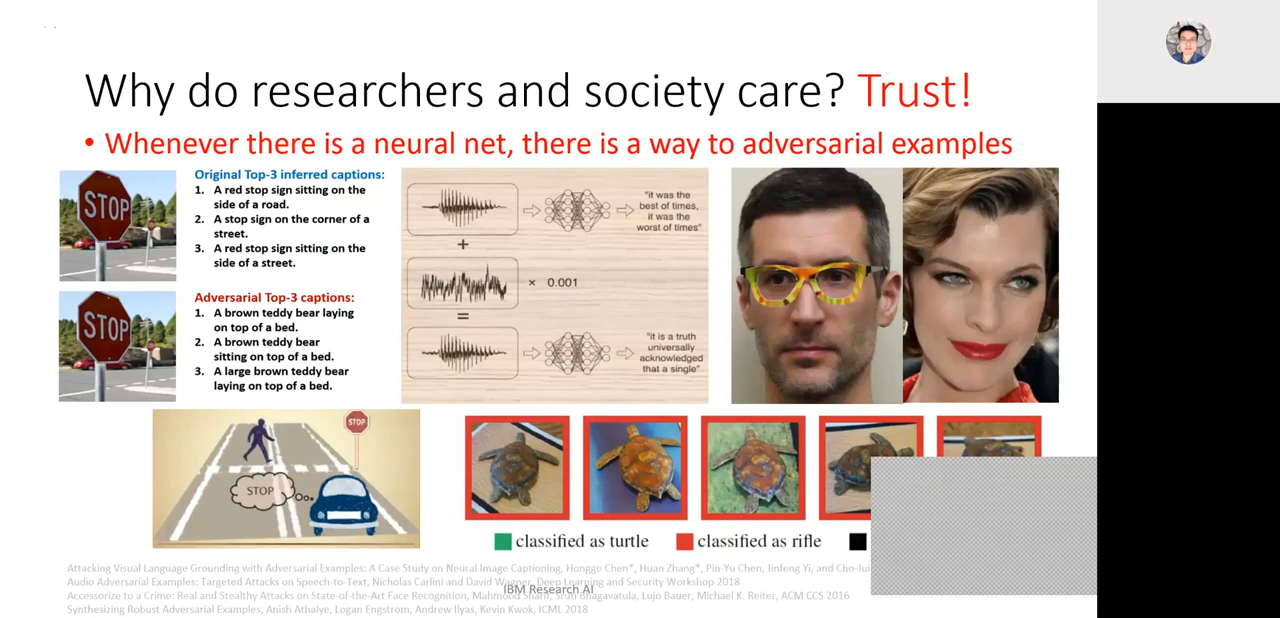 Why do researchers and society care? Trust!
• Whenever there is a neural net, there is a way to adversarial examples
STOP
Original Top-3 inferred captions:
1. A red stop sign sitting on the
side of a road.
2. A stop sign on the corner of a
street.
3. A red stop sign sitting on the
side of a street.
STOP
Adversarial Top-3 captions:
1. A brown teddy bear laying
on top of a bed.
2. A brown teddy bear
sitting on top of a bed.
3. A large brown teddy bear
laying on top of a bed.
"it was the
best of times,
it was the
worst of times"
+
× 0.001
=
"it is a truth
universally
acknowledged
that a single"
STOP
STOP
classified as turtle
classified as rifle
Attacking Visual Language Grounding with Adversarial Examples: A Case Study on Neural Image Captioning, Hongge Chen*, Huan Zhang*, Pin-Yu Chen, Jinfeng Yi, and Cho-Jui
Audio Adversarial Examples: Targeted Attacks on Speech-to-Text, Nicholas Carlini and David Wagner, Deep Learning and Security Workshop 2018
IBM Research AI
Accessorize to a Crime: Real and Stealthy Attacks on State-of-the-Art Face Recognition, Mahmood Sharif, Sruti Bhagavatula, Lujo Bauer, Michael K. Reiter, ACM CCS 2016
Synthesizing Robust Adversarial Examples, Anish Athalye, Logan Engstrom, Andrew Ilyas, Kevin Kwok, ICML 2018